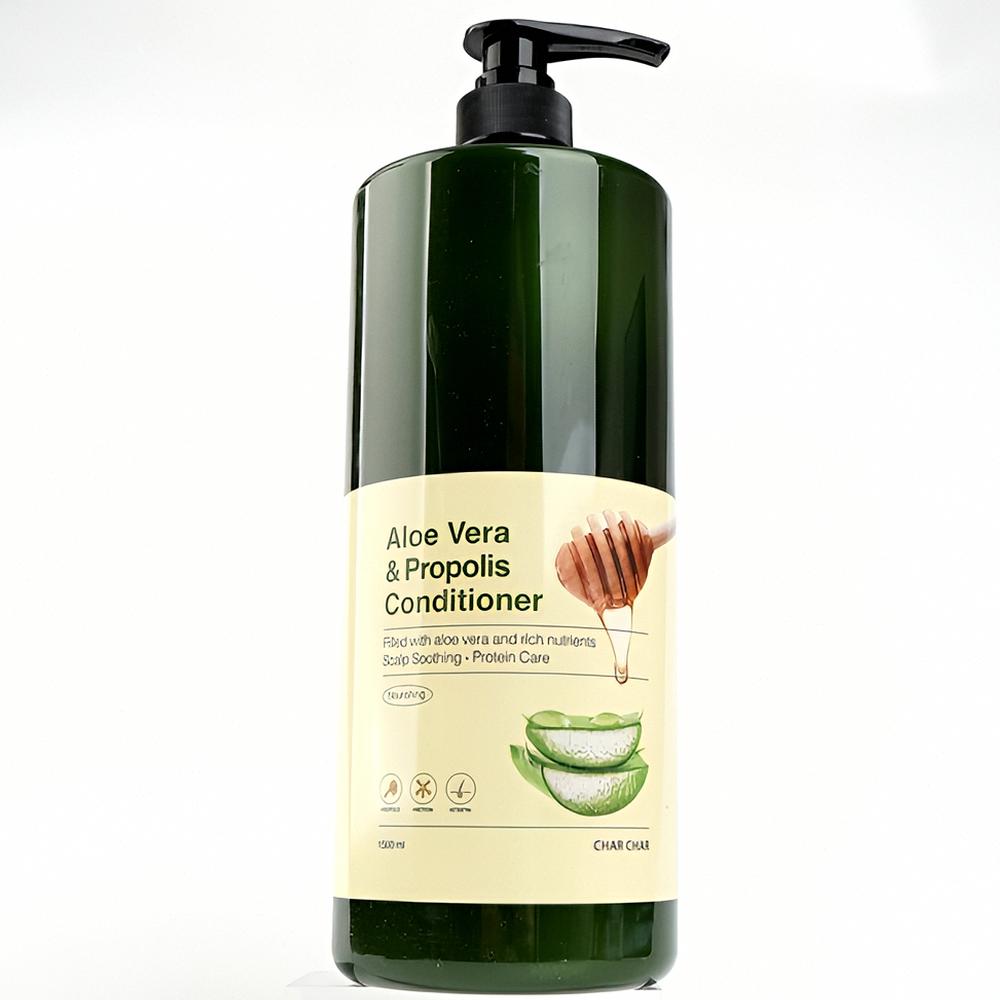 Aloe Vera
& Propolis
Conditioner
Filled with aloe vera and rich nutrients
Scalp Soothing • Protein Care
Nourishing
1500 ml
CHAR CHAR